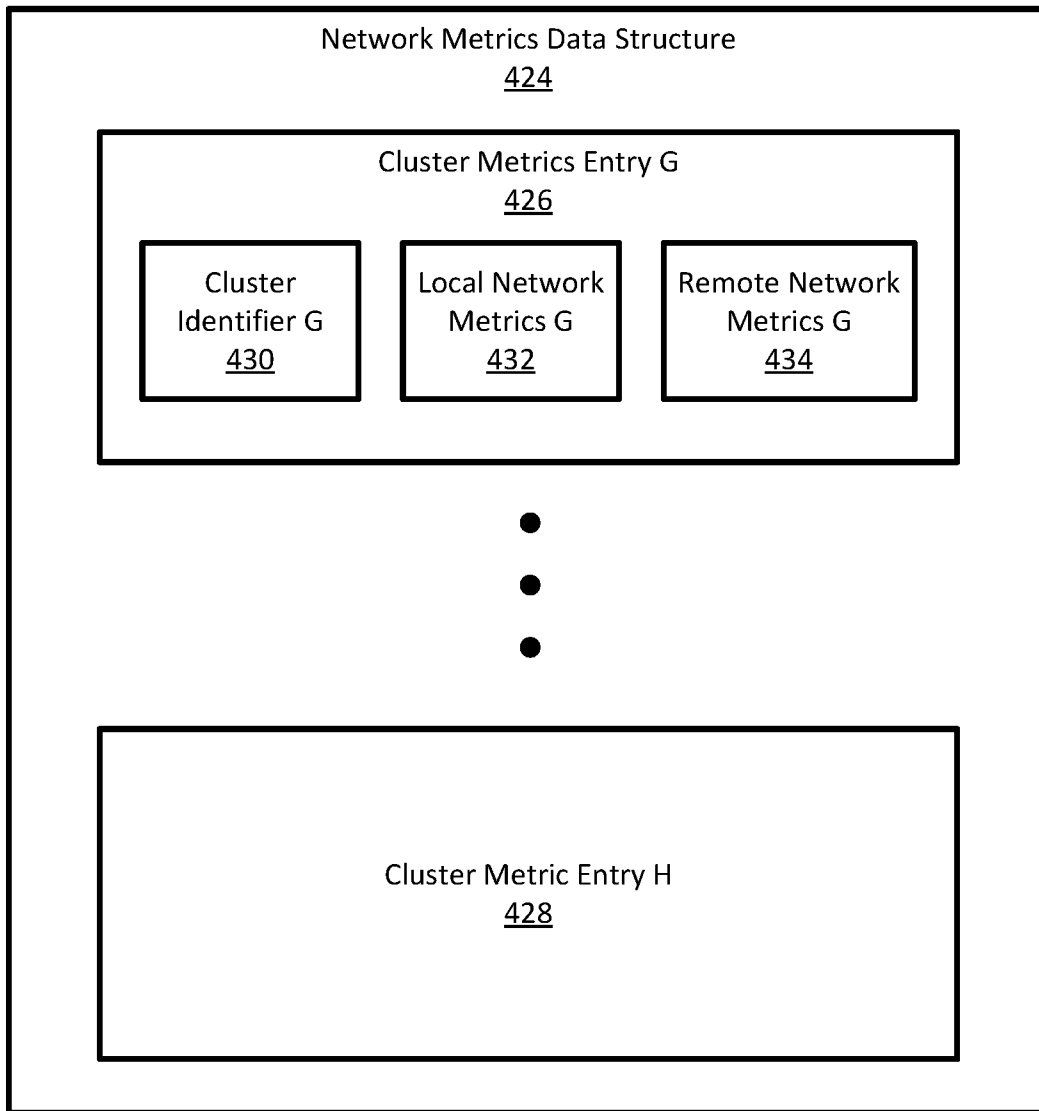 Network Metrics Data Structure
424
Cluster Metrics Entry G
426
Cluster
Identifier G
430
Local Network
Metrics G
432
Remote Network
Metrics G
434
Cluster Metric Entry H
428